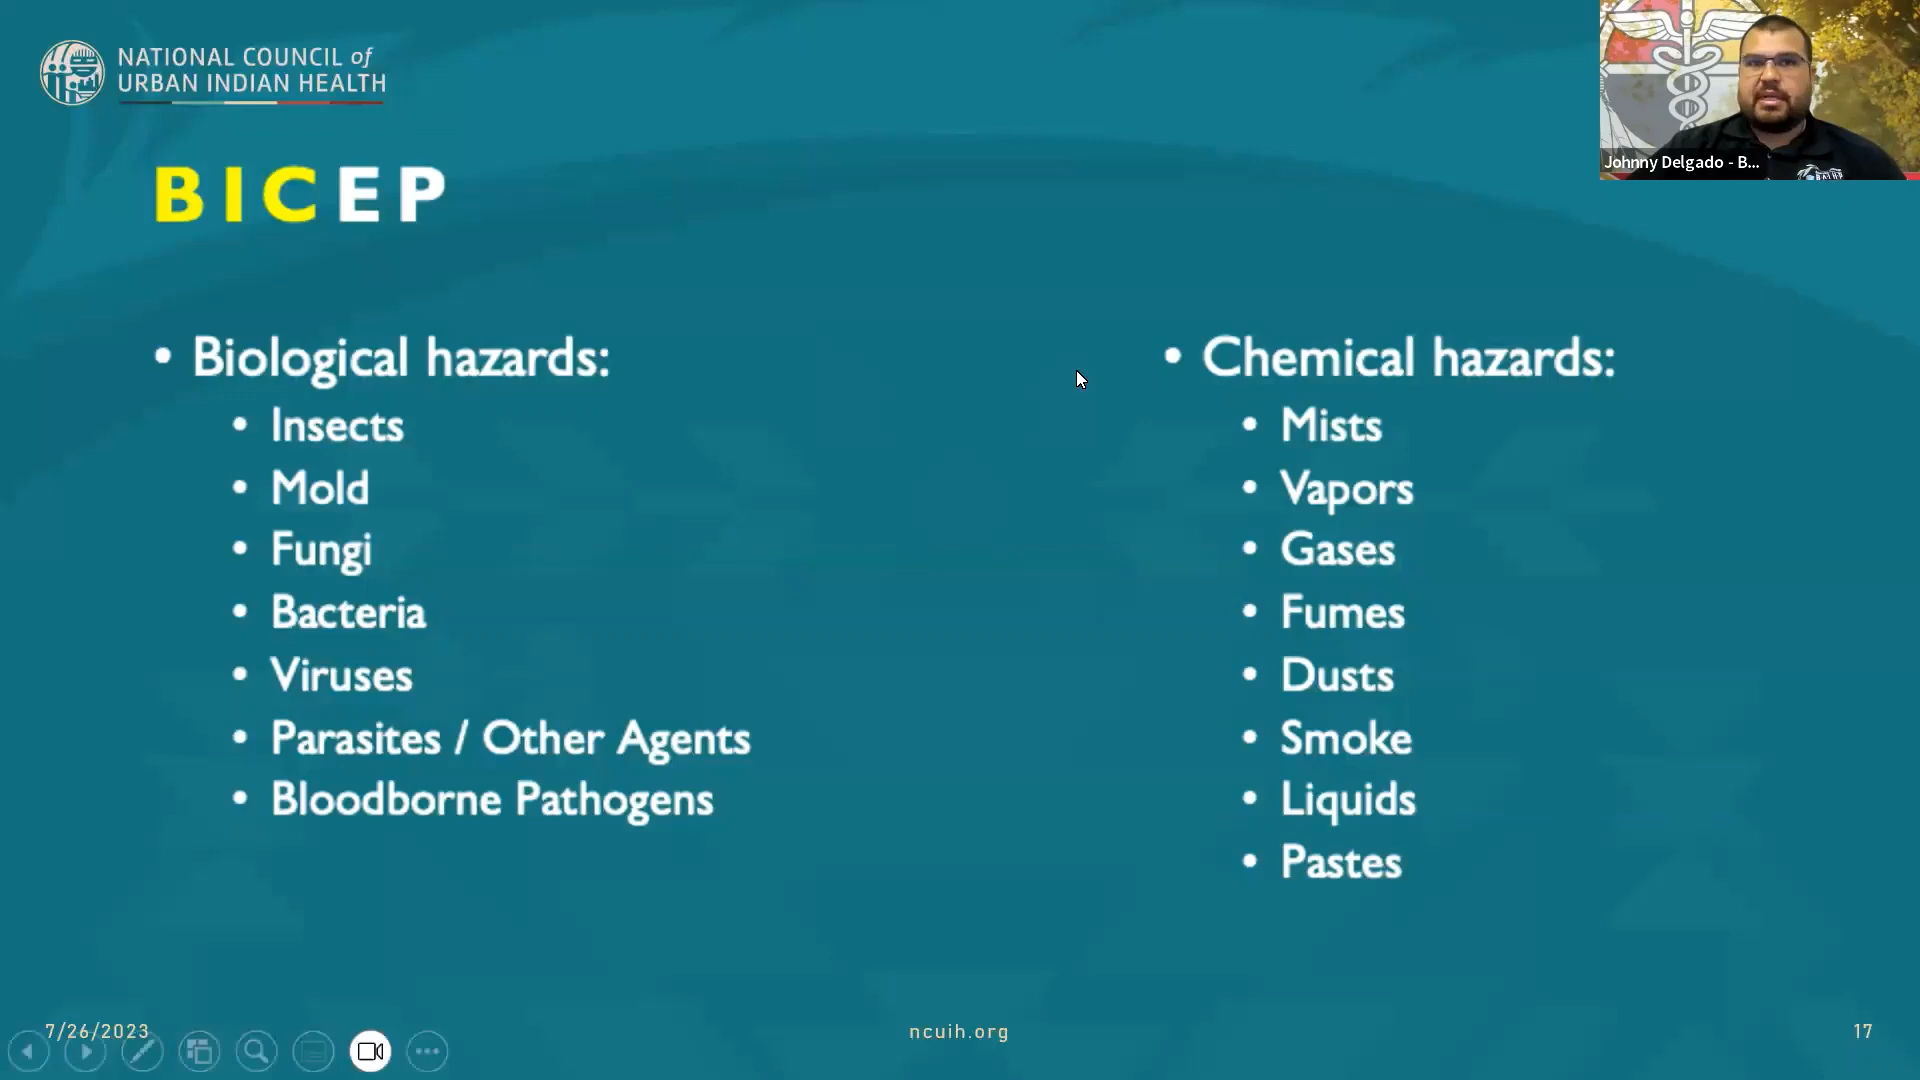 NATIONAL COUNCIL of
URBAN INDIAN HEALTH
Johnny Delgado - B...
BICEP
• Biological hazards:
• Insects
• Mold
• Fungi
• Bacteria
• Viruses
• Parasites / Other Agents
• Bloodborne Pathogens
• Chemical hazards:
• Mists
• Vapors
• Gases
• Fumes
• Dusts
• Smoke
• Liquids
• Pastes
7/26/2023
ncuih.org
17